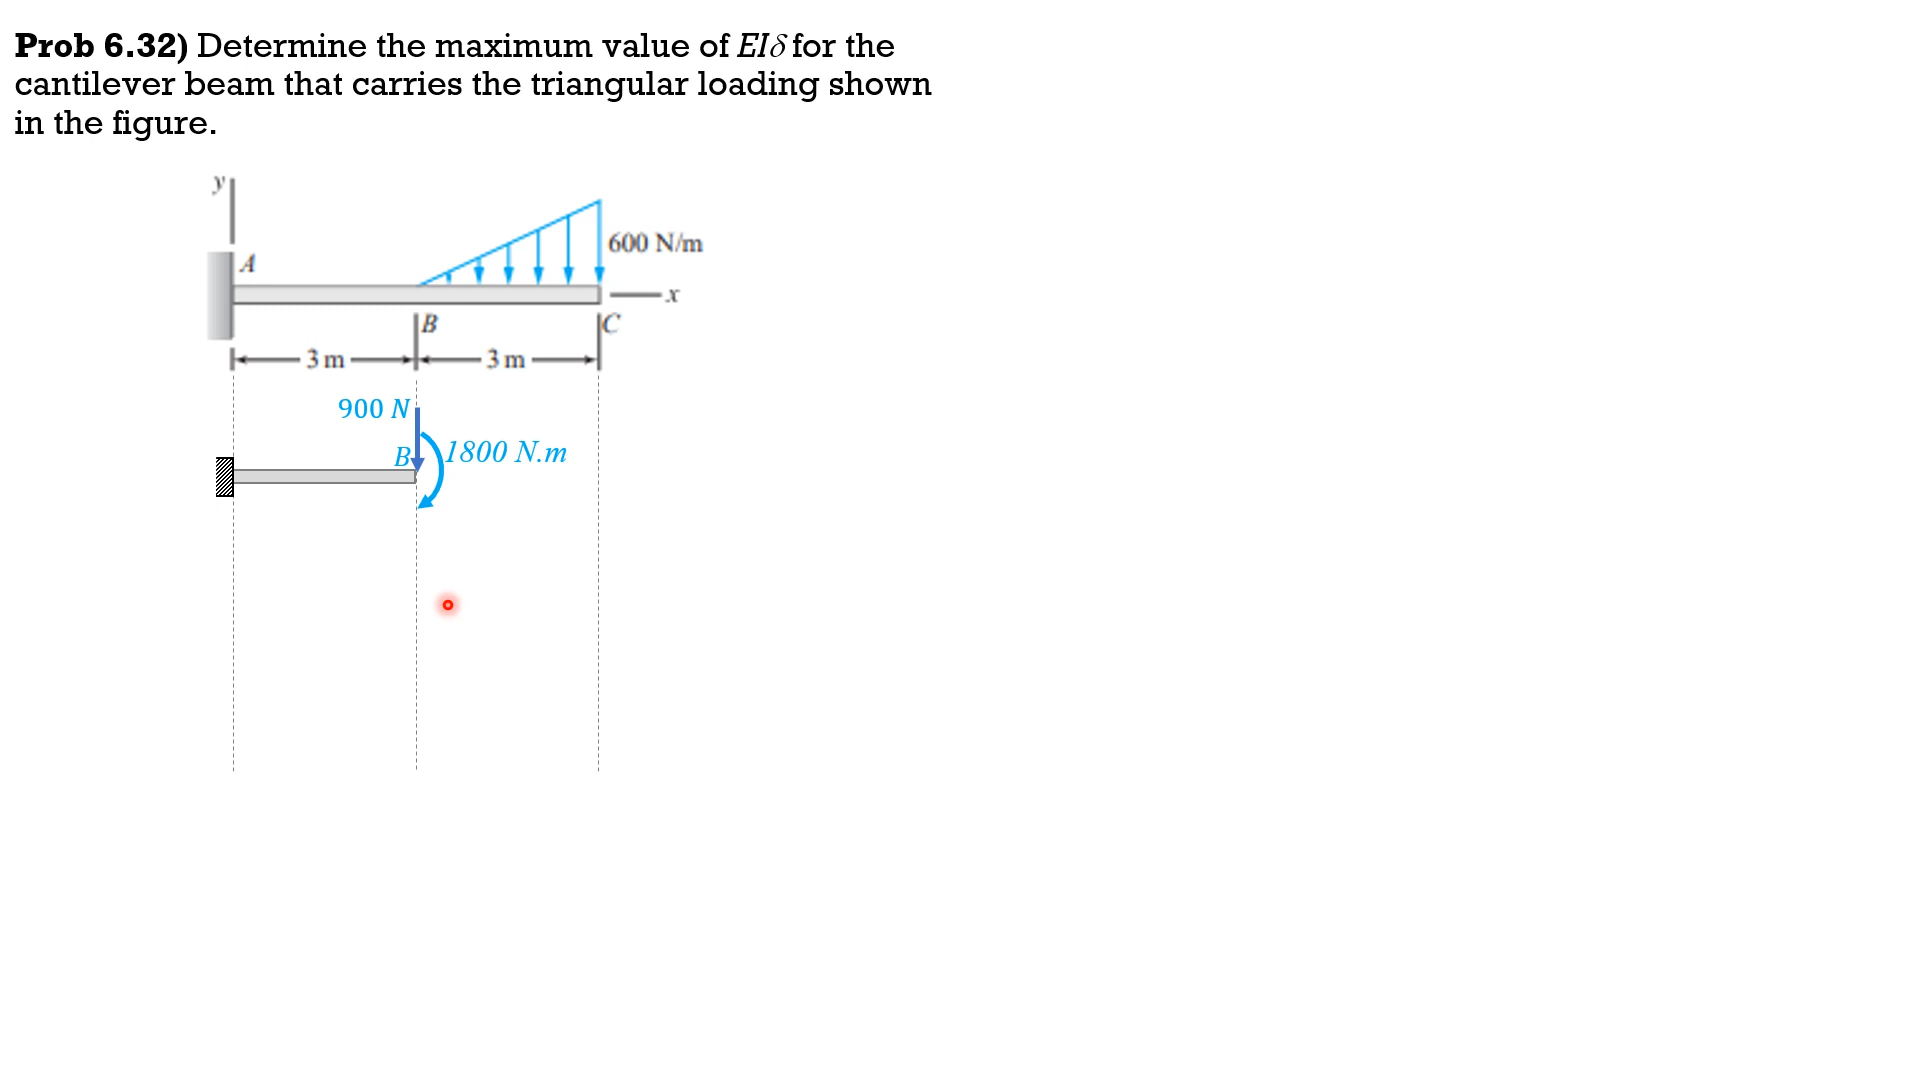 Prob 6.32) Determine the maximum value of EIδ for the
cantilever beam that carries the triangular loading shown
in the figure.
y
600 N/m
A
x
B
C
3 m
3 m
900 N
B
1800 N.m